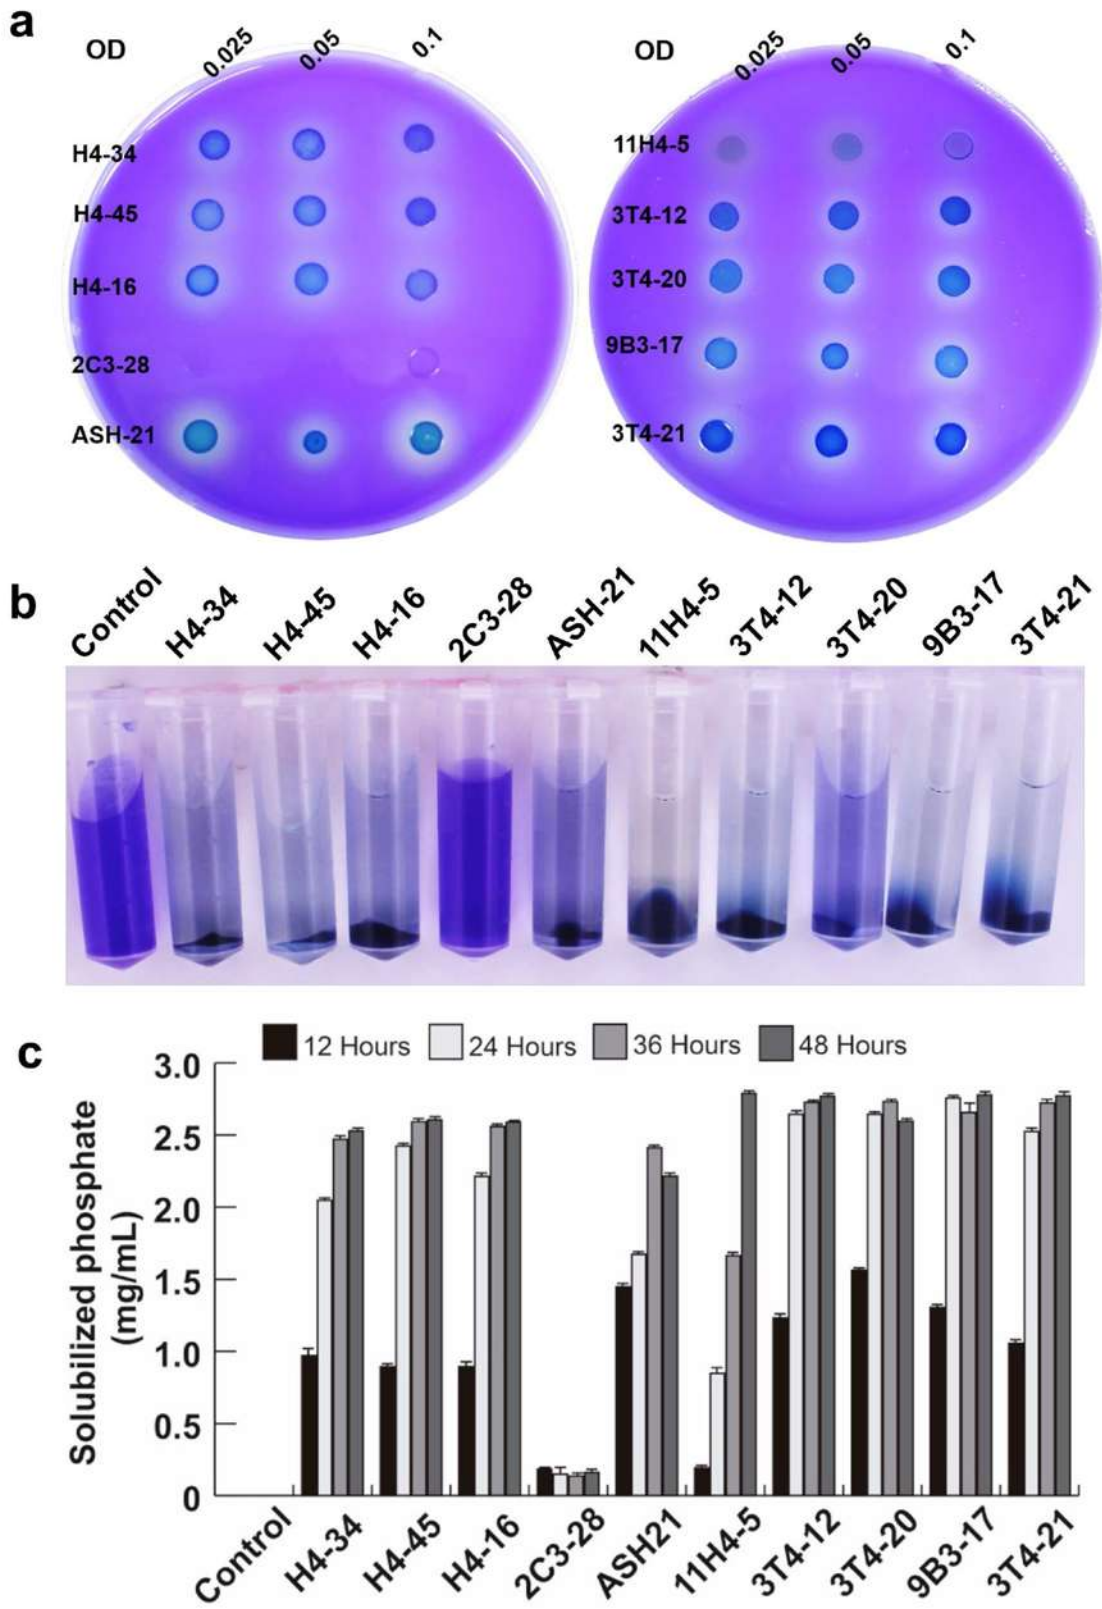 a
OD 0.025 0.05 0.1
H4-34
H4-45
H4-16
2C3-28
ASH-21
OD 0.025 0.05 0.1
11H4-5
3T4-12
3T4-20
9B3-17
3T4-21
b
Control H4-34 H4-45 H4-16 2C3-28 ASH-21 11H4-5 3T4-12 3T4-20 9B3-17 3T4-21
c
12 Hours 24 Hours 36 Hours 48 Hours
Solubilized phosphate
(mg/mL)
3.0
2.5
2.0
1.5
1.0
0.5
0
Control H4-34 H4-45 H4-16 2C3-28 ASH21 11H4-5 3T4-12 3T4-20 9B3-17 3T4-21